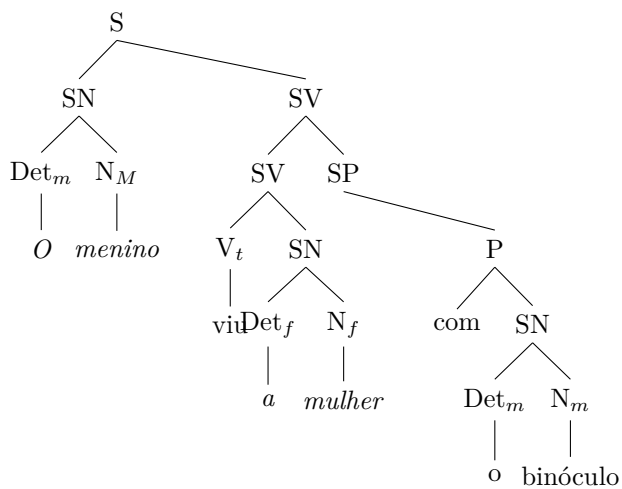 S
SN SV
Det_m N_M SV SP
O menino V_t SN P
viu Det_f N_f com SN
a mulher Det_m N_m
o binóculo